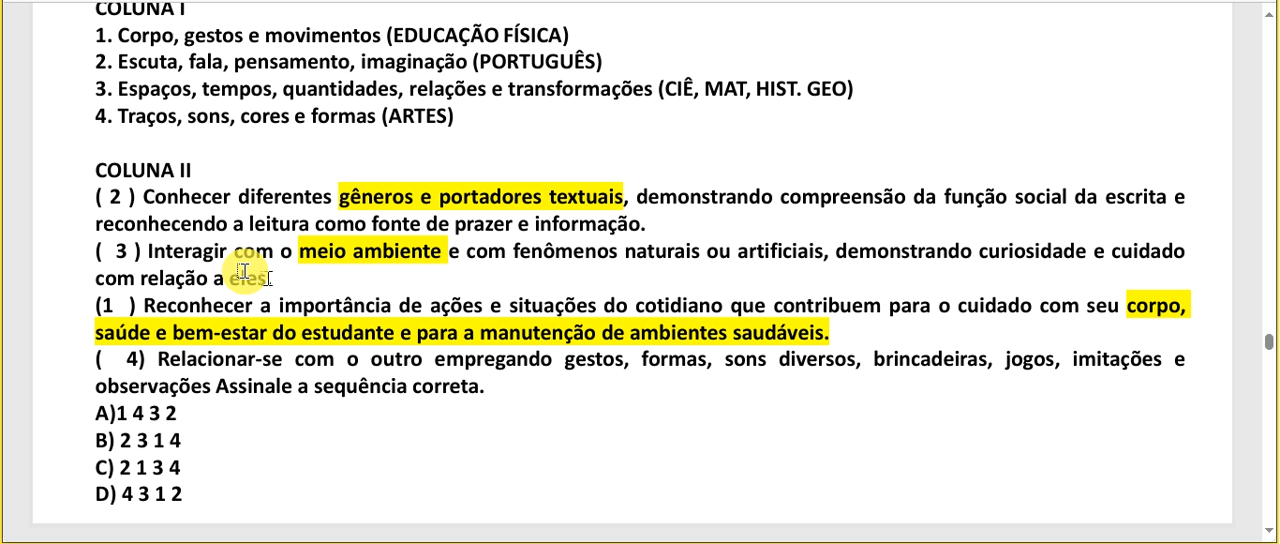 COLUNA I
1. Corpo, gestos e movimentos (EDUCAÇÃO FÍSICA)
2. Escuta, fala, pensamento, imaginação (PORTUGUÊS)
3. Espaços, tempos, quantidades, relações e transformações (CIÊ, MAT, HIST. GEO)
4. Traços, sons, cores e formas (ARTES)
COLUNA II
( 2 ) Conhecer diferentes gêneros e portadores textuais, demonstrando compreensão da função social da escrita e
reconhecendo a leitura como fonte de prazer e informação.
( 3 ) Interagir com o meio ambiente e com fenômenos naturais ou artificiais, demonstrando curiosidade e cuidado
com relação a eles.
(1 ) Reconhecer a importância de ações e situações do cotidiano que contribuem para o cuidado com seu corpo,
saúde e bem-estar do estudante e para a manutenção de ambientes saudáveis.
( 4) Relacionar-se com o outro empregando gestos, formas, sons diversos, brincadeiras, jogos, imitações e
observações Assinale a sequência correta.
A)1 4 3 2
B) 2 3 1 4
C) 2 1 3 4
D) 4 3 1 2